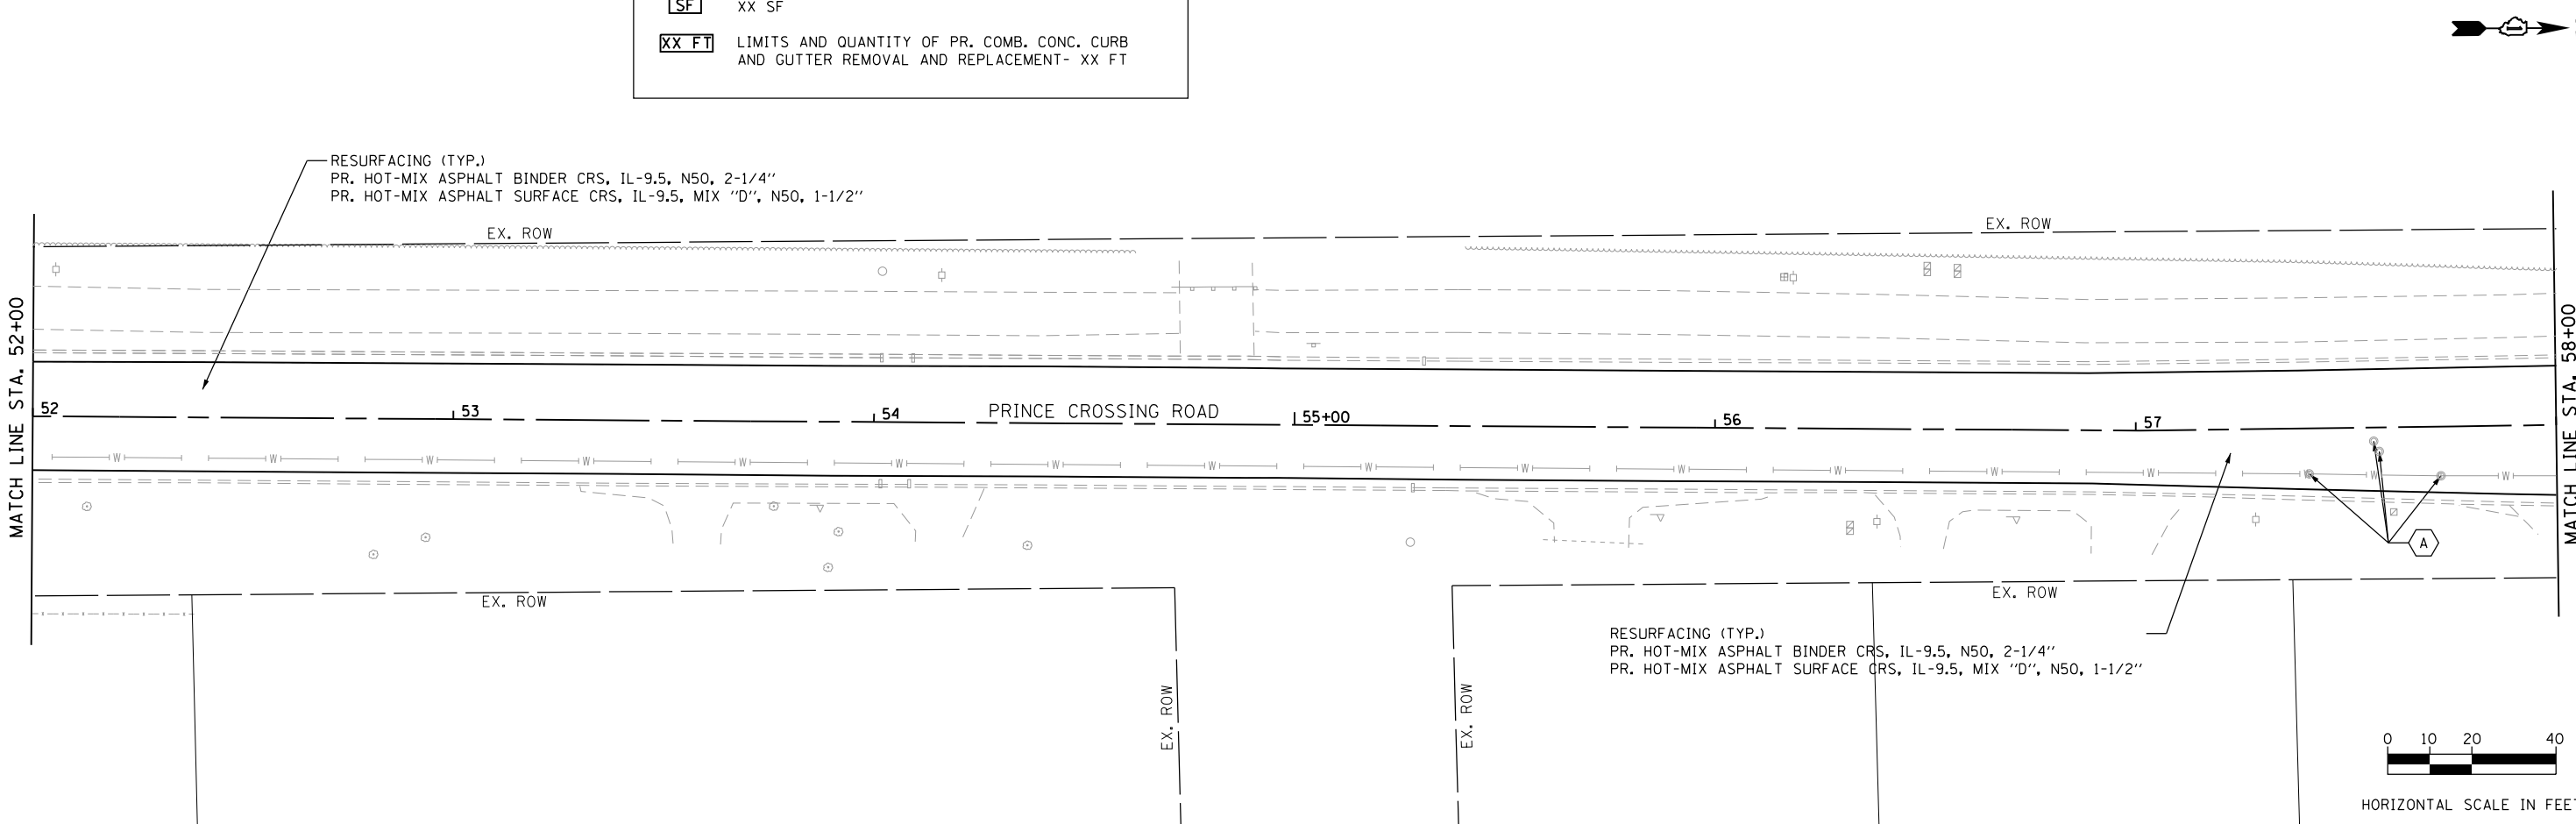 SF XX SF
XX FT LIMITS AND QUANTITY OF PR. COMB. CONC. CURB
AND GUTTER REMOVAL AND REPLACEMENT- XX FT
RESURFACING (TYP.)
PR. HOT-MIX ASPHALT BINDER CRS, IL-9.5, N50, 2-1/4"
PR. HOT-MIX ASPHALT SURFACE CRS, IL-9.5, MIX "D", N50, 1-1/2"
EX. ROW
EX. ROW
MATCH LINE STA. 52+00
MATCH LINE STA. 58+00
52 53 54 PRINCE CROSSING ROAD 55+00 56 57
W W W W W W W W W W W W W W W W
A
EX. ROW
EX. ROW
RESURFACING (TYP.)
PR. HOT-MIX ASPHALT BINDER CRS, IL-9.5, N50, 2-1/4"
PR. HOT-MIX ASPHALT SURFACE CRS, IL-9.5, MIX "D", N50, 1-1/2"
EX. ROW
EX. ROW
0 10 20 40
HORIZONTAL SCALE IN FEET